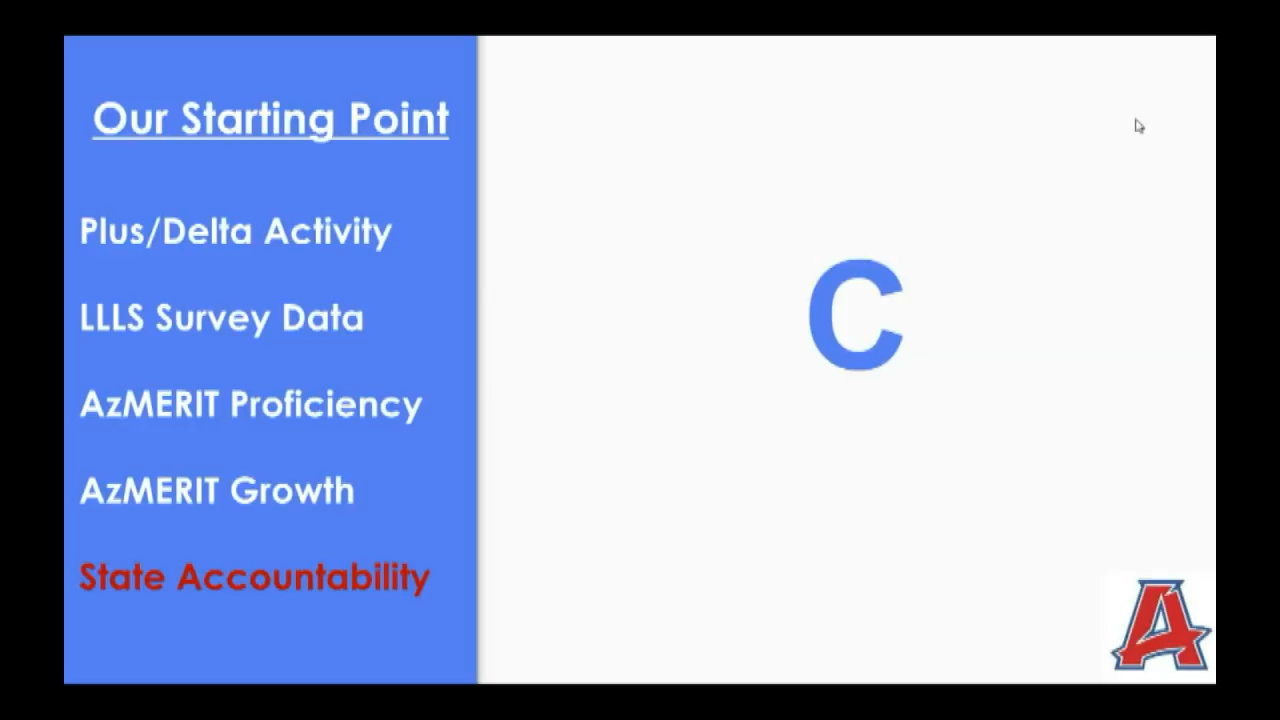 Our Starting Point
Plus/Delta Activity
LLLS Survey Data
AzMERIT Proficiency
AzMERIT Growth
State Accountability
C
A